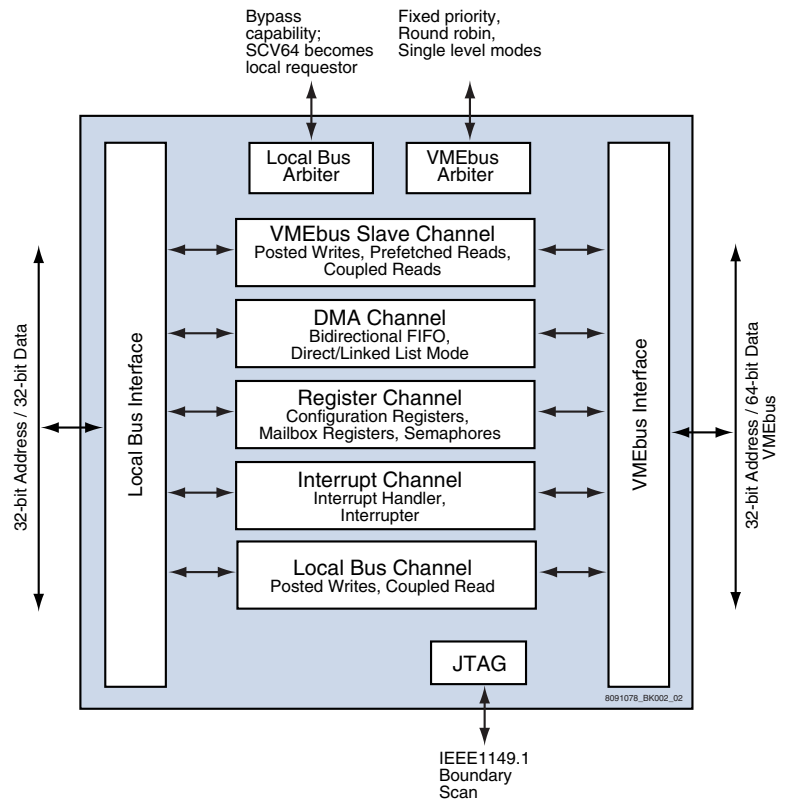 Bypass
capability;
SCV64 becomes
local requestor
Fixed priority,
Round robin,
Single level modes
Local Bus
Arbiter
VMEbus
Arbiter
VMEbus Slave Channel
Posted Writes, Prefetched Reads,
Coupled Reads
DMA Channel
Bidirectional FIFO,
Direct/Linked List Mode
Register Channel
Configuration Registers,
Mailbox Registers, Semaphores
Interrupt Channel
Interrupt Handler,
Interrupter
Local Bus Channel
Posted Writes, Coupled Read
32-bit Address / 32-bit Data
Local Bus Interface
VMEbus Interface
32-bit Address / 64-bit Data
VMEbus
JTAG
8091078_BK002_02
IEEE1149.1
Boundary
Scan